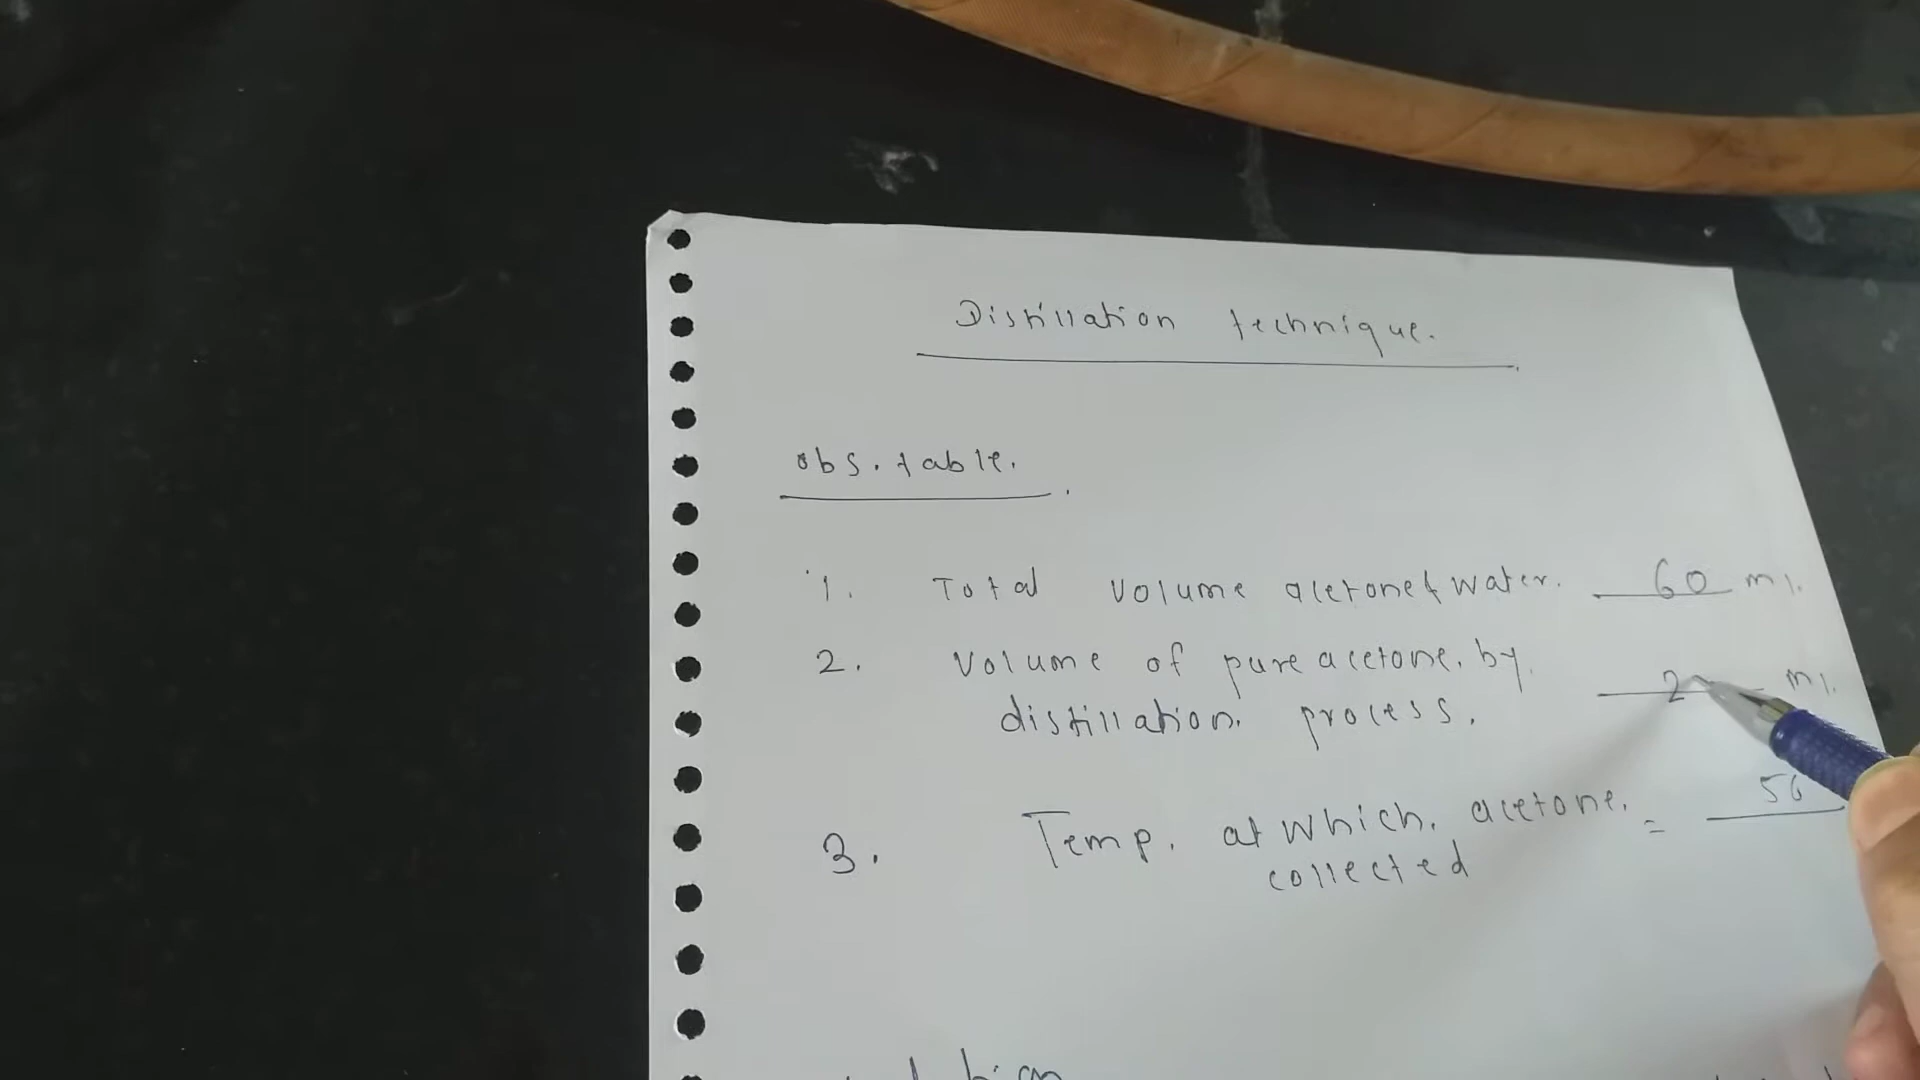 Distillation technique.
obs. table.
1. Total volume acetone & water. 60 ml.
2. Volume of pure acetone. by. 2 ml.
distillation. process.
3. Temp. at which. acetone. = 56
collected